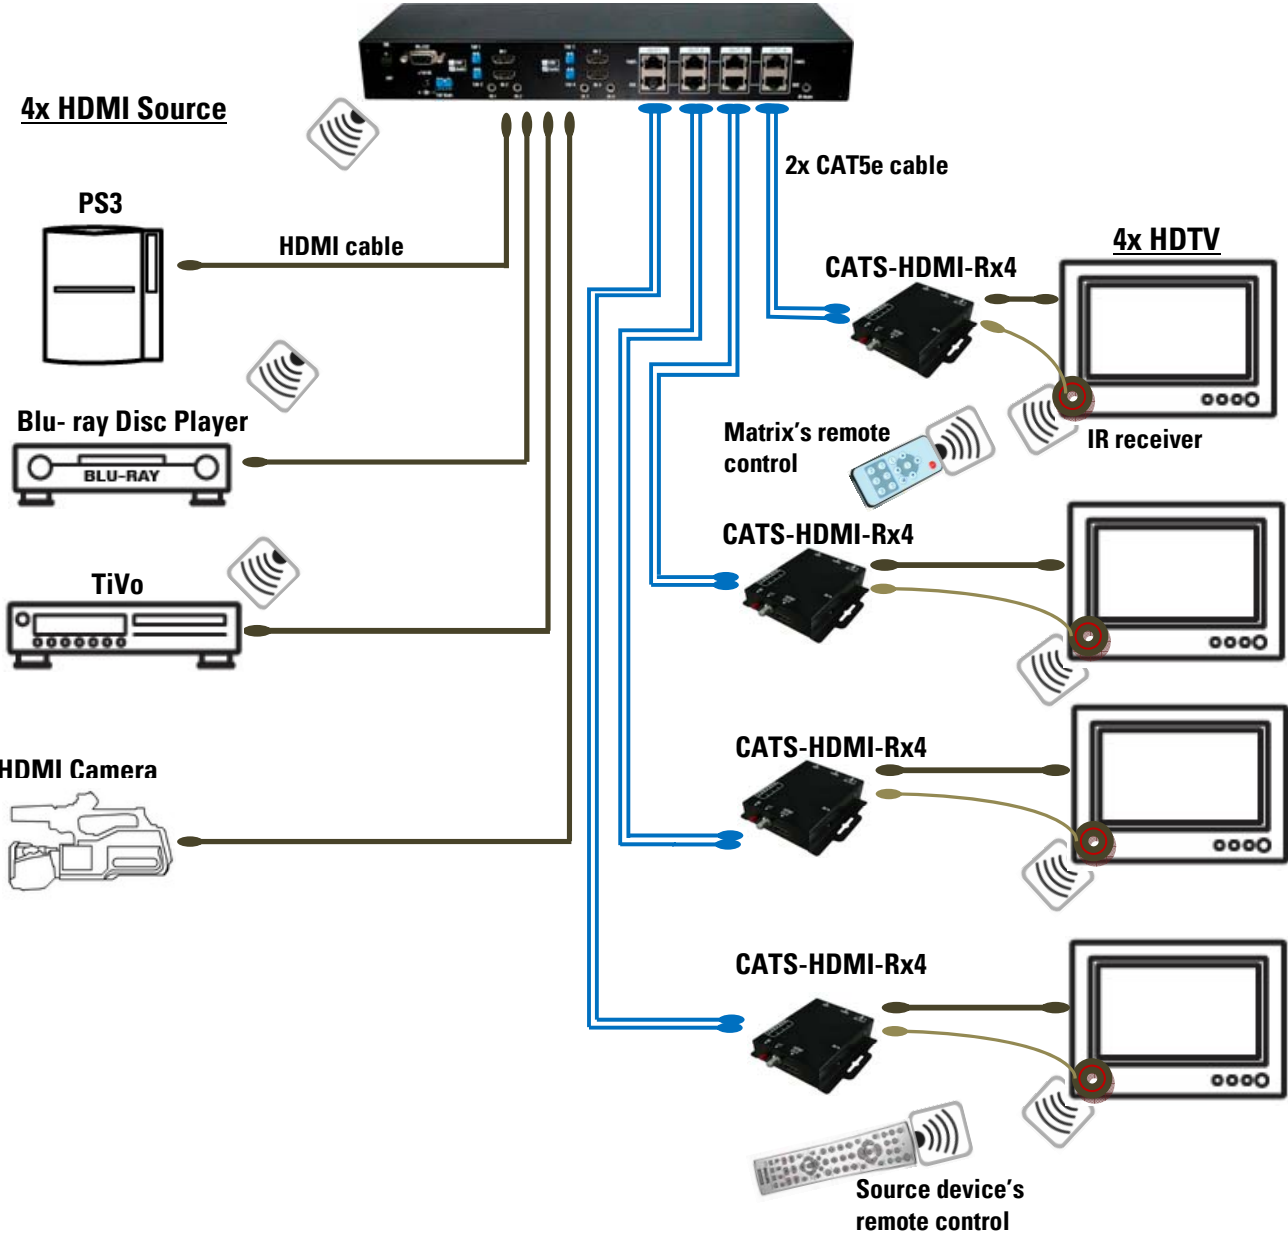 4x HDMI Source
2x CAT5e cable
PS3
HDMI cable
4x HDTV
CATS-HDMI-Rx4
Blu- ray Disc Player
BLU-RAY
Matrix's remote
control
IR receiver
CATS-HDMI-Rx4
TiVo
CATS-HDMI-Rx4
HDMI Camera
CATS-HDMI-Rx4
Source device's
remote control